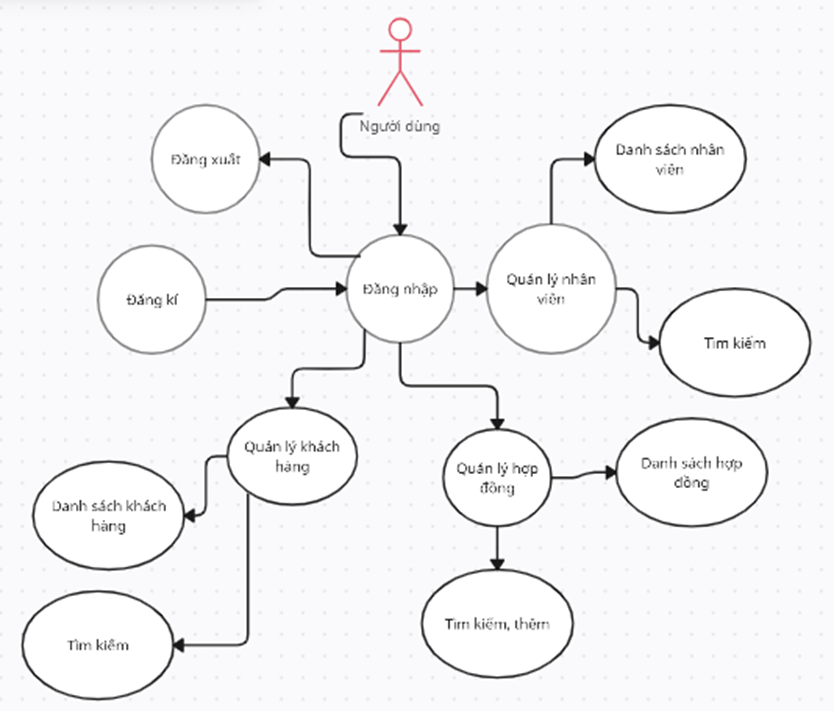 Người dùng
Đăng xuất
Danh sách nhân
viên
Đăng kí
Đăng nhập
Quản lý nhân
viên
Tìm kiếm
Quản lý khách
hàng
Quản lý hợp
đồng
Danh sách hợp
đồng
Danh sách khách
hàng
Tìm kiếm
Tìm kiếm, thêm